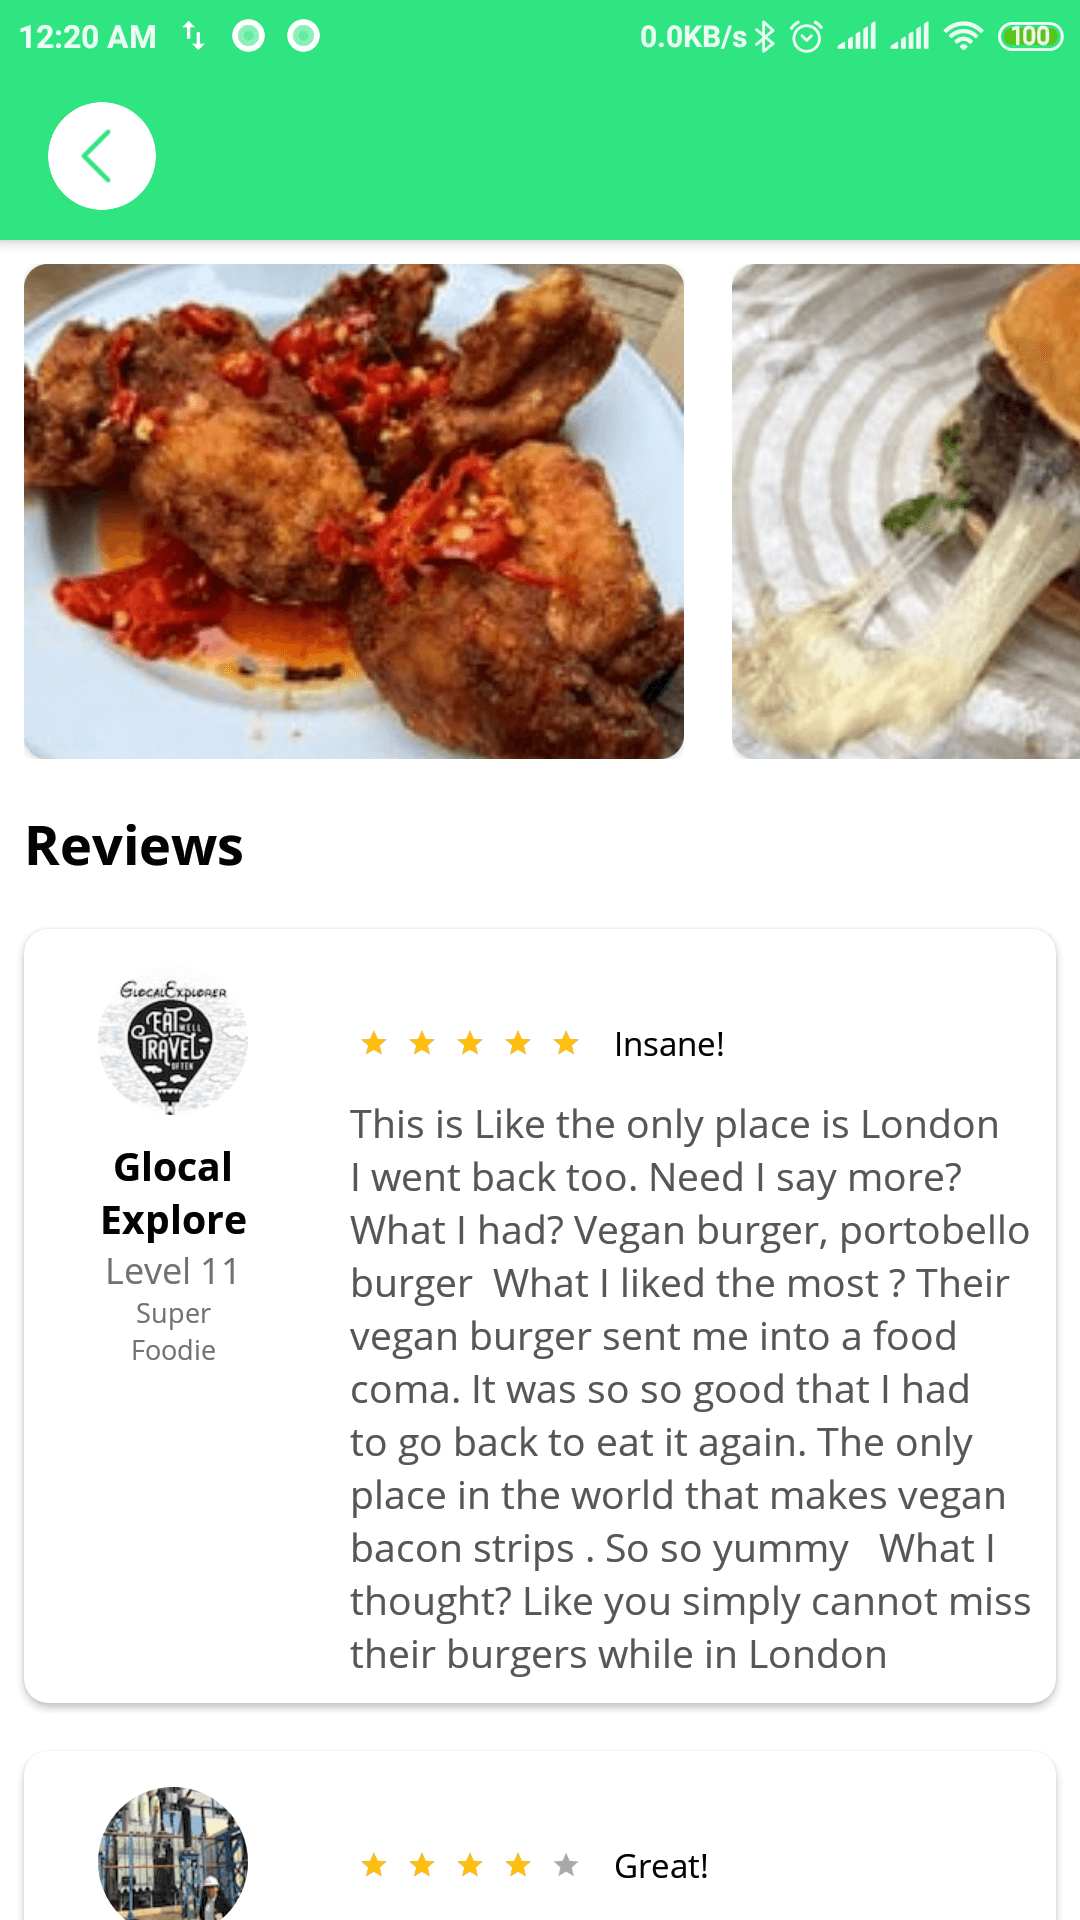 12:20 AM
0.0KB/s
100
Reviews
GLOCALEXPLORER
EAT WELL
TRAVEL
OFTEN
Glocal
Explore
Level 11
Super
Foodie
Insane!
This is Like the only place is London
I went back too. Need I say more?
What I had? Vegan burger, portobello
burger  What I liked the most ? Their
vegan burger sent me into a food
coma. It was so so good that I had
to go back to eat it again. The only
place in the world that makes vegan
bacon strips . So so yummy   What I
thought? Like you simply cannot miss
their burgers while in London
Great!